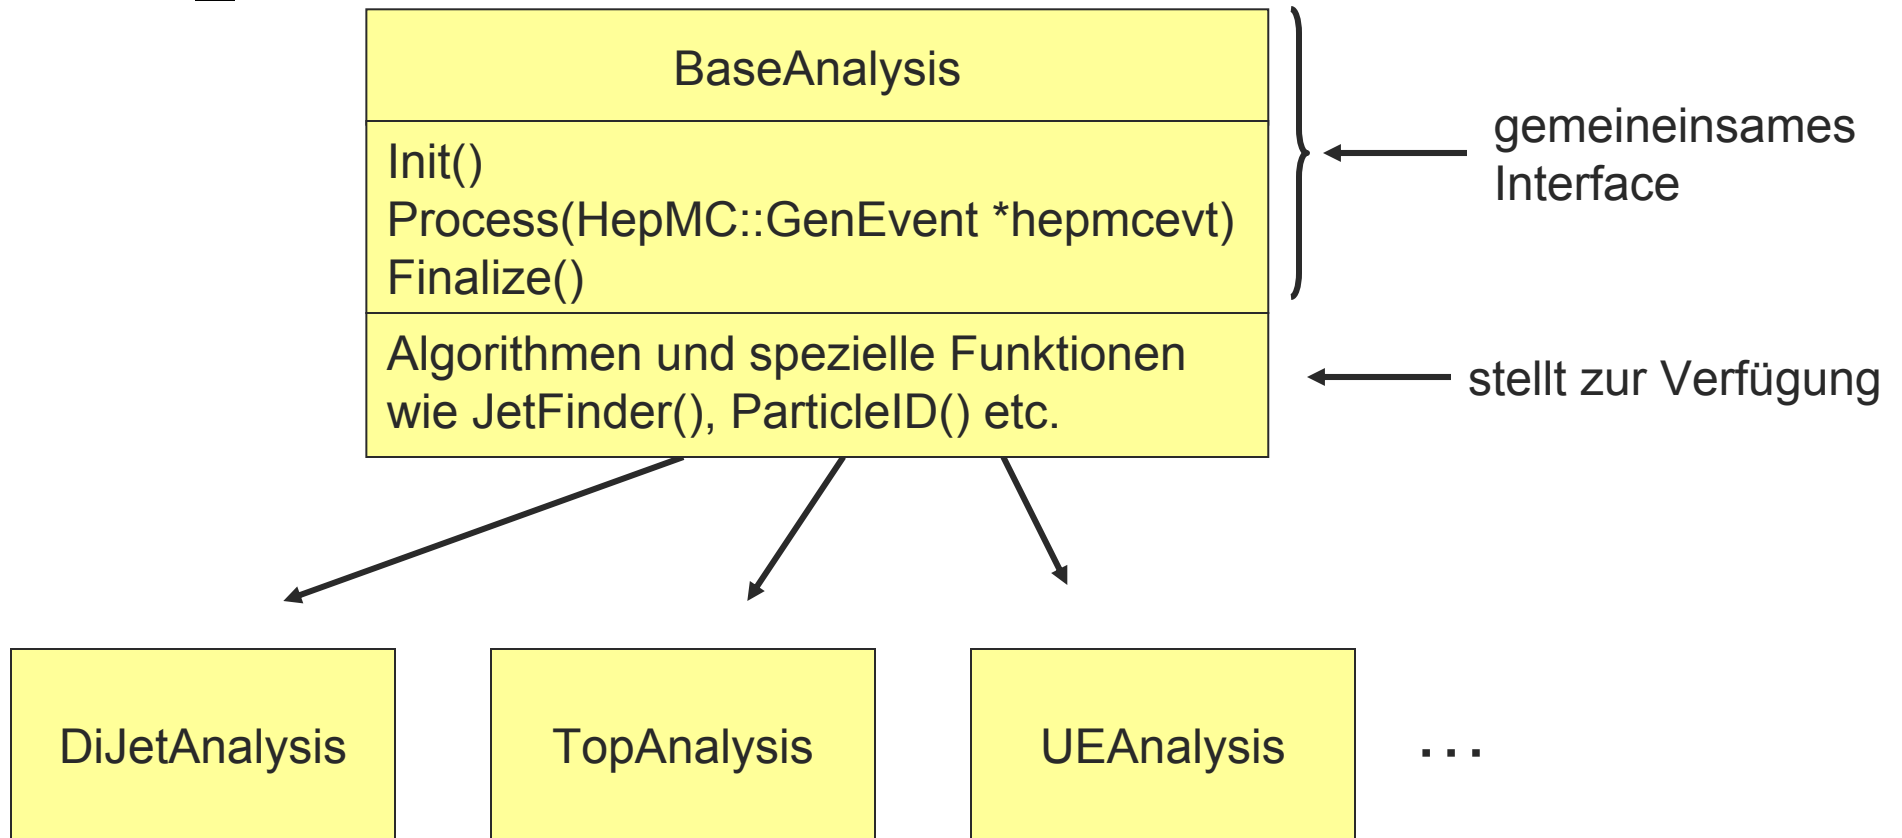 BaseAnalysis
Init()
Process(HepMC::GenEvent *hepmcevt)
Finalize()
gemeineinsames
Interface
Algorithmen und spezielle Funktionen
wie JetFinder(), ParticleID() etc.
stellt zur Verfügung
DiJetAnalysis
TopAnalysis
UEAnalysis
...